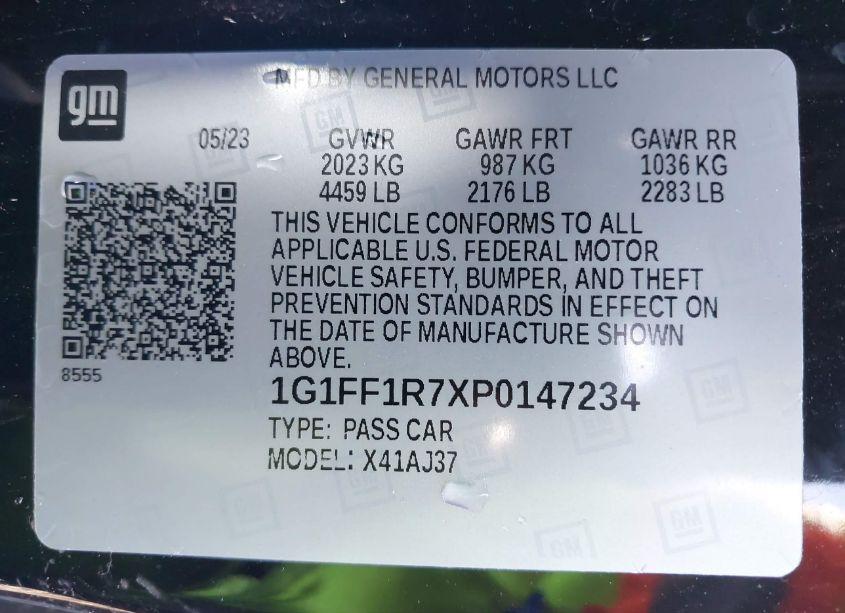 gm
MFD BY GENERAL MOTORS LLC
05/23 GVWR GAWR FRT GAWR RR
2023 KG 987 KG 1036 KG
4459 LB 2176 LB 2283 LB
THIS VEHICLE CONFORMS TO ALL
APPLICABLE U.S. FEDERAL MOTOR
VEHICLE SAFETY, BUMPER, AND THEFT
PREVENTION STANDARDS IN EFFECT ON
THE DATE OF MANUFACTURE SHOWN
ABOVE.
8555
1G1FF1R7XP0147234
TYPE: PASS CAR
MODEL: X41AJ37